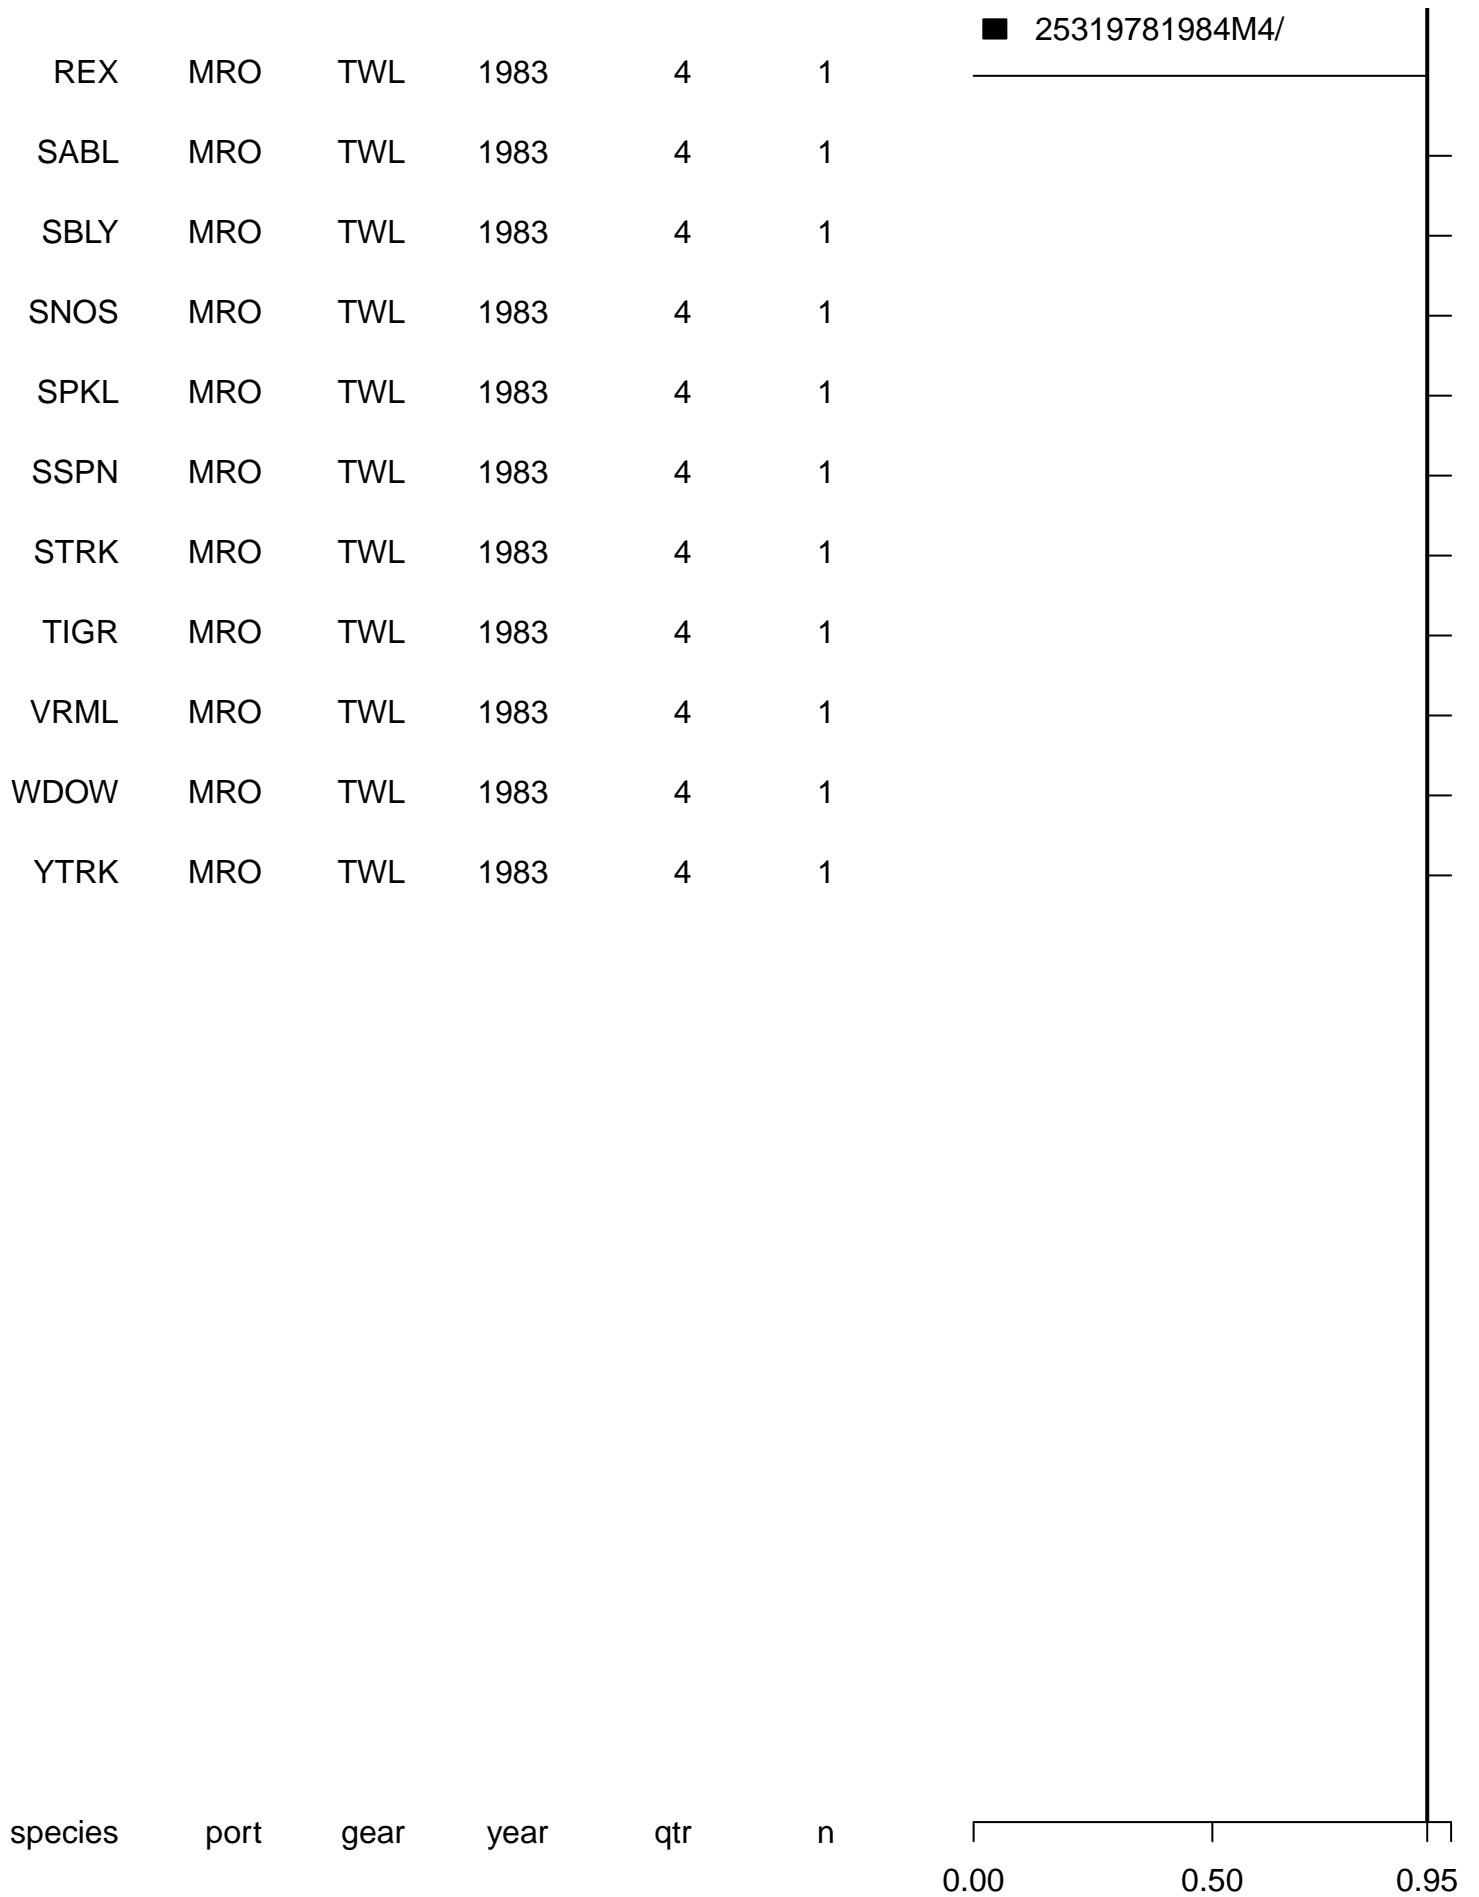 25319781984M4/
REX MRO TWL 1983 4 1
SABL MRO TWL 1983 4 1
SBLY MRO TWL 1983 4 1
SNOS MRO TWL 1983 4 1
SPKL MRO TWL 1983 4 1
SSPN MRO TWL 1983 4 1
STRK MRO TWL 1983 4 1
TIGR MRO TWL 1983 4 1
VRML MRO TWL 1983 4 1
WDOW MRO TWL 1983 4 1
YTRK MRO TWL 1983 4 1
species port gear year qtr n
0.00 0.50 0.95